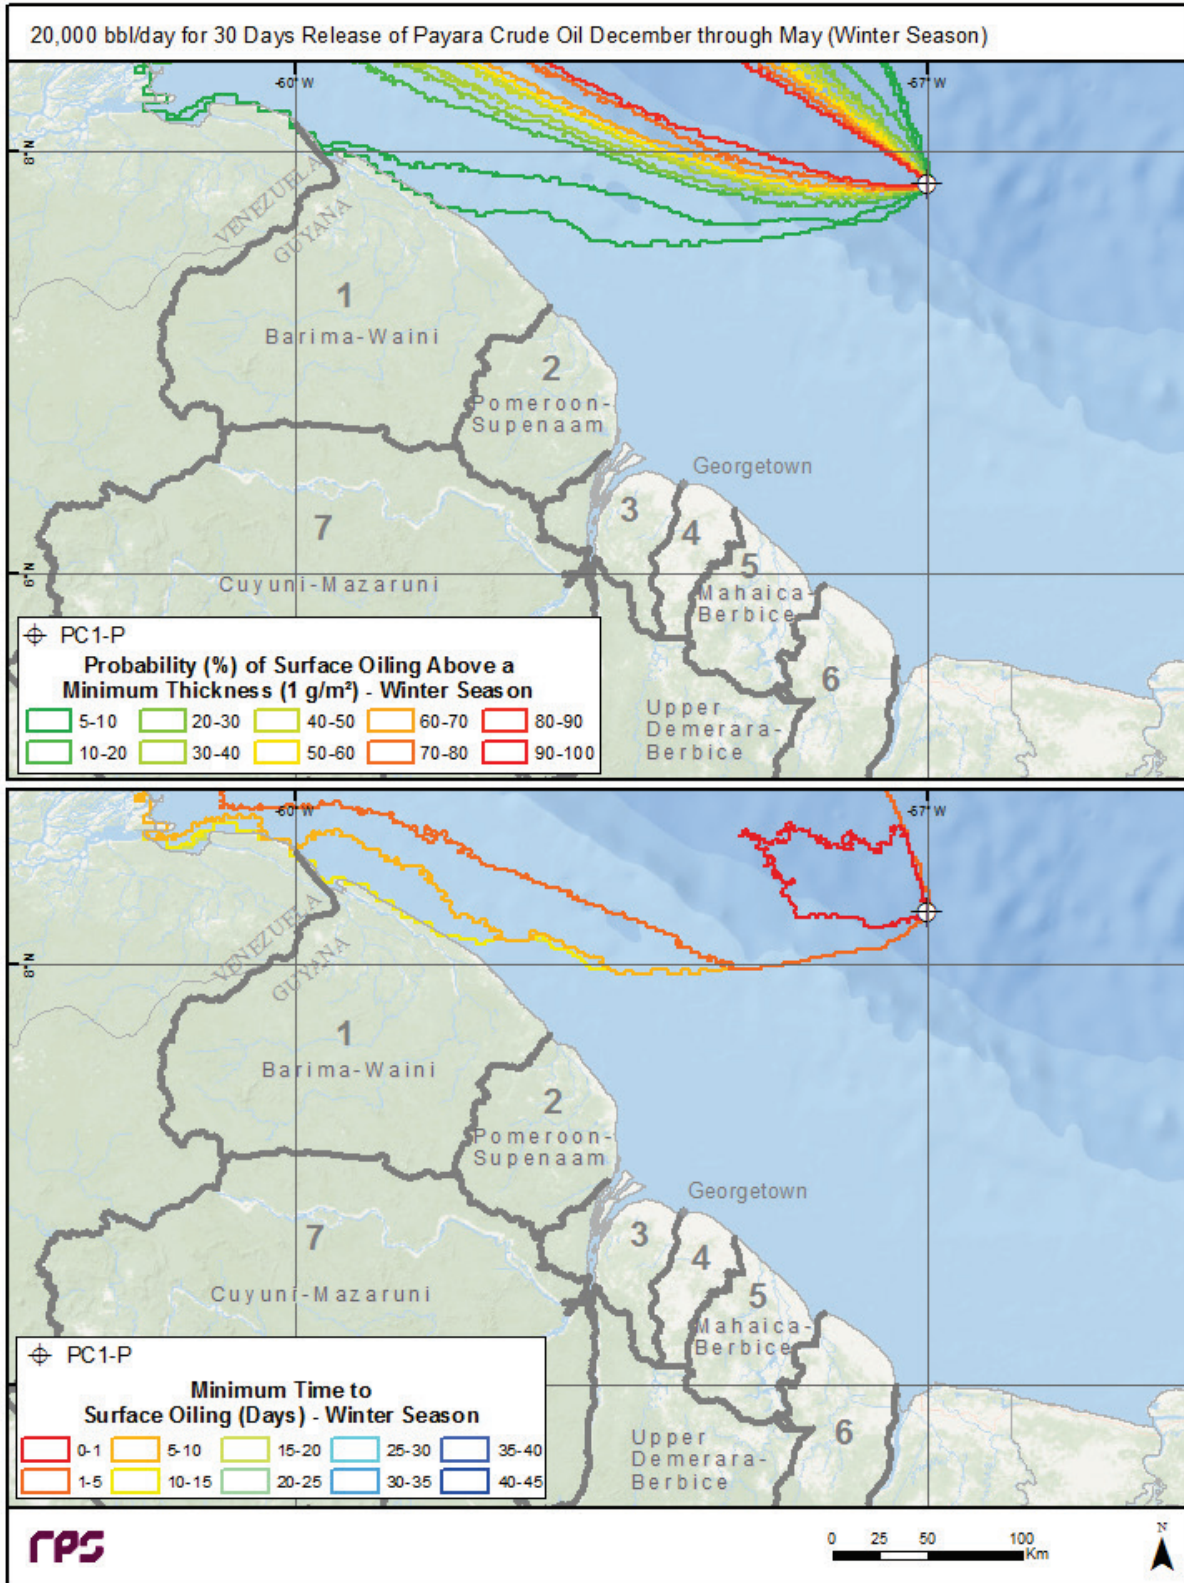 20,000 bbl/day for 30 Days Release of Payara Crude Oil December through May (Winter Season)
60°W
57°W
8°N
VENEZUELA
GUYANA
1
Barima-Waini
2
Pomeroon-
Supenaam
Georgetown
3
4
5
7
Cuyuni-Mazaruni
Mahaica-
Berbice
6°N
6
Upper
Demerara-
Berbice
PC1-P
Probability (%) of Surface Oiling Above a
Minimum Thickness (1 g/m²) - Winter Season
5-10 20-30 40-50 60-70 80-90
10-20 30-40 50-60 70-80 90-100
60°W
57°W
8°N
VENEZUELA
GUYANA
1
Barima-Waini
2
Pomeroon-
Supenaam
Georgetown
3
4
5
7
Cuyuni-Mazaruni
Mahaica-
Berbice
6
Upper
Demerara-
Berbice
PC1-P
Minimum Time to
Surface Oiling (Days) - Winter Season
0-1 5-10 15-20 25-30 35-40
1-5 10-15 20-25 30-35 40-45
rps
0 25 50 100
Km
N